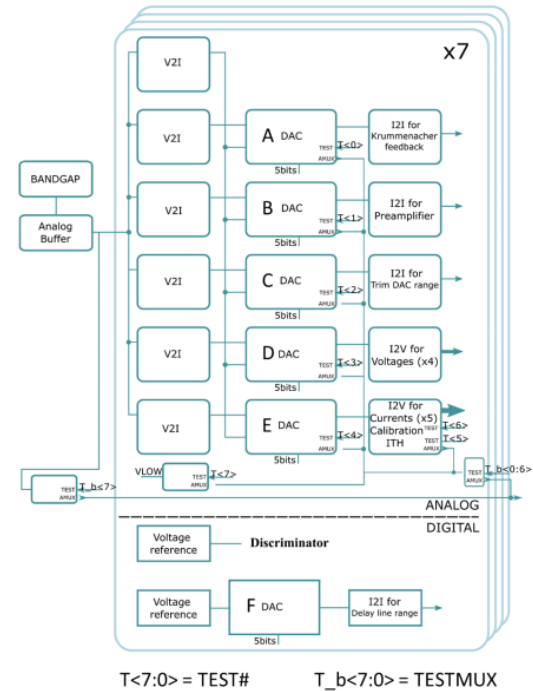 x7
V2I
V2I
A DAC
TEST
T<0>
AMUX
5bits
I2I for
Krummenacher
feedback
BANDGAP
Analog
Buffer
V2I
B DAC
TEST
T<1>
AMUX
5bits
I2I for
Preamplifier
V2I
C DAC
TEST
T<2>
AMUX
5bits
I2I for
Trim DAC range
V2I
D DAC
TEST
T<3>
AMUX
5bits
I2V for
Voltages (x4)
V2I
E DAC
TEST
T<4>
AMUX
5bits
I2V for
Currents (x5)
Calibration
ITH
TEST
T<6>
TEST
T<5>
AMUX
VLOW
TEST
T<7>
AMUX
TEST
T_b<0:6>
AMUX
TEST
T_b<7>
AMUX
ANALOG
DIGITAL
Voltage
reference
Discriminator
Voltage
reference
F DAC
5bits
I2I for
Delay line range
T<7:0> = TEST#
T_b<7:0> = TESTMUX